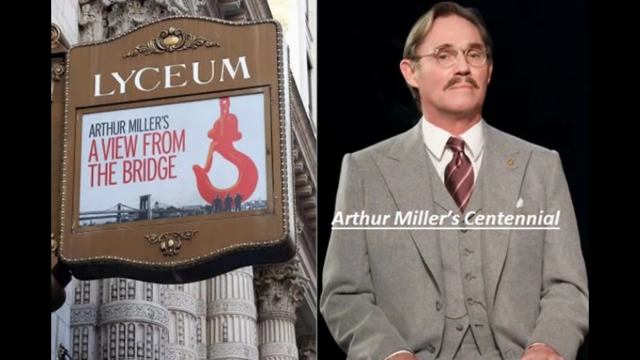 LYCEUM
ARTHUR MILLER'S
A VIEW FROM
THE BRIDGE
Arthur Miller's Centennial